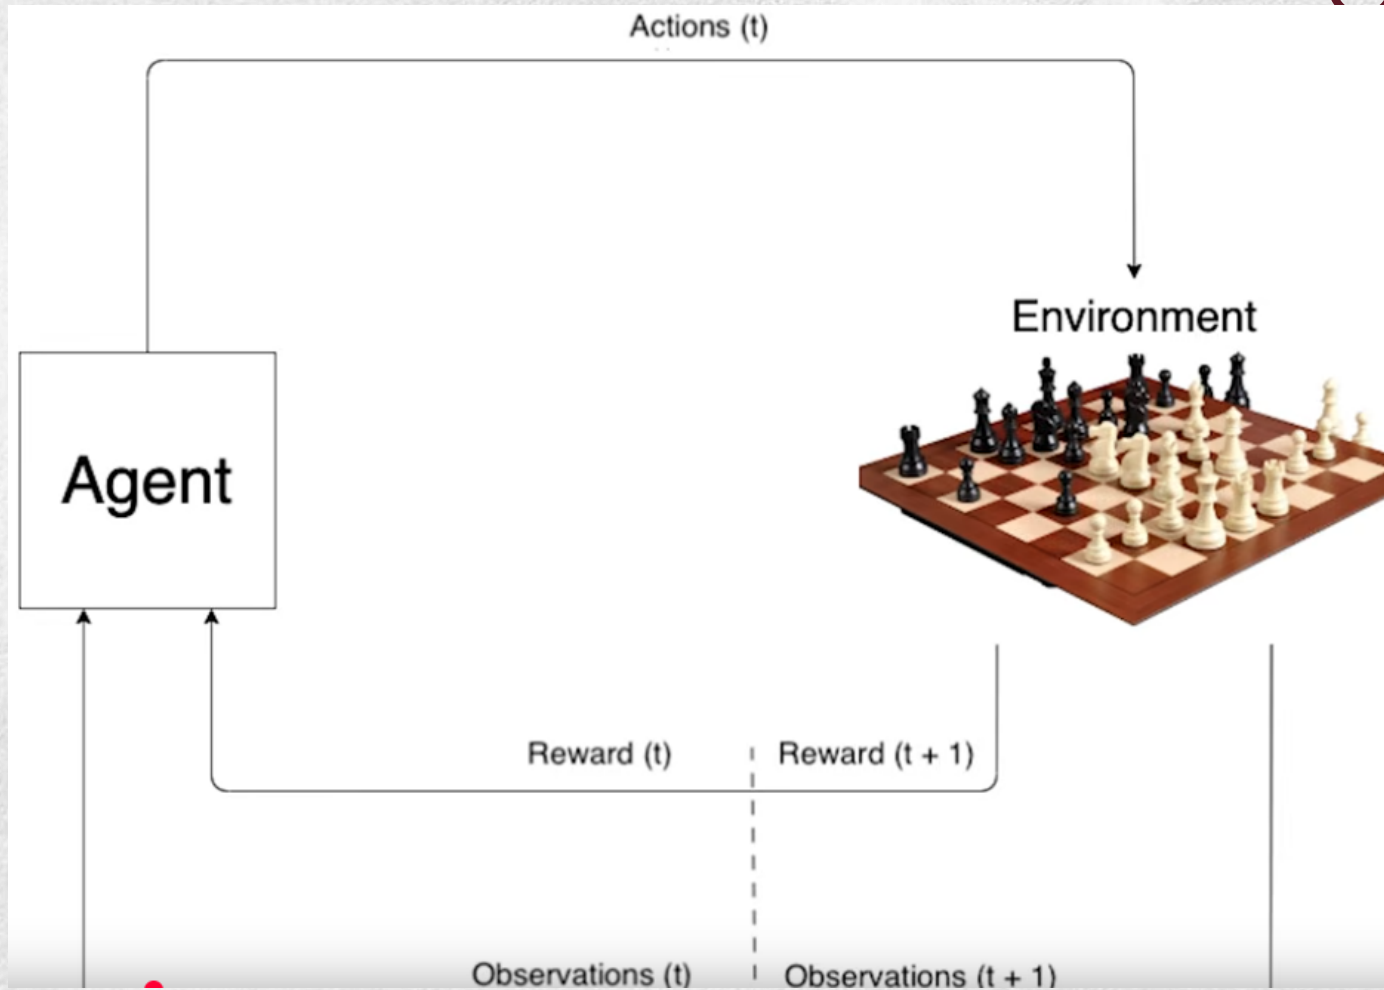 Actions (t)
Environment
Agent
Reward (t)
Reward (t + 1)
Observations (t)
Observations (t + 1)